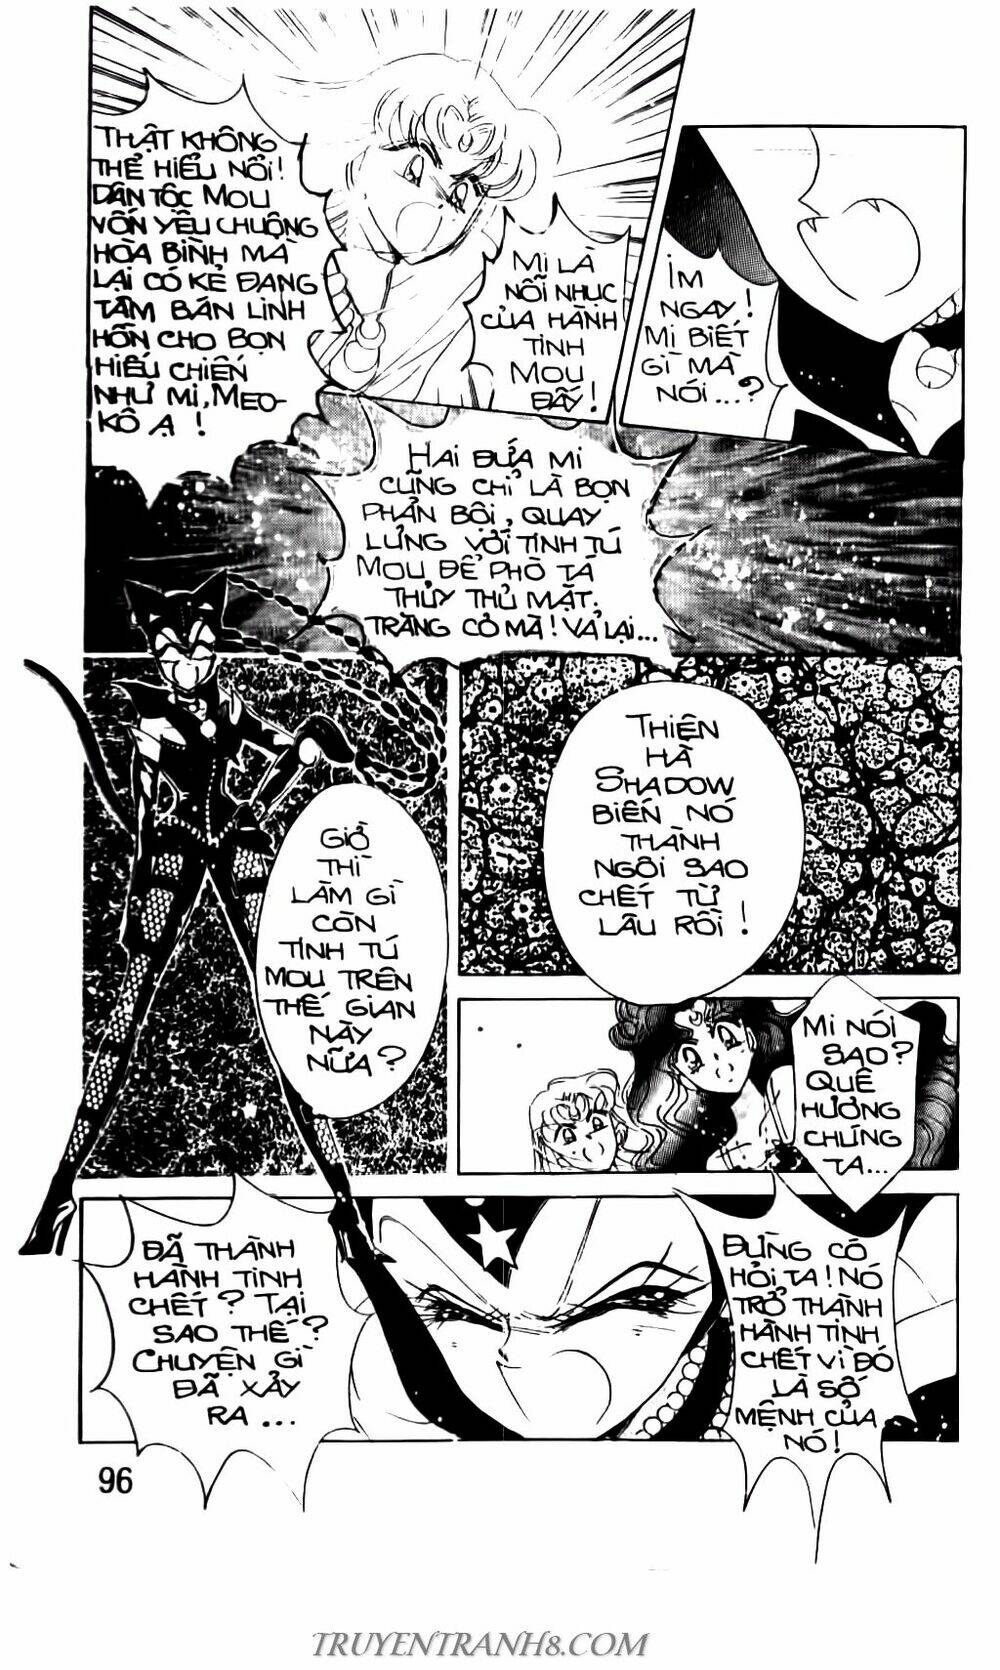 THẬT KHÔNG
THỂ HIỂU NỔI!
DÂN TỘC MOU
VỐN YÊU CHUỘNG
HÒA BÌNH MÀ
LẠI CÓ KẺ ĐANG
TÂM BÁN LINH
HỒN CHO BỌN
HIẾU CHIẾN
NHƯ MI, MEO-
KÔ Ạ!
MI LÀ
NỖI NHỤC
CỦA HÀNH
TINH
MOU
ĐẤY!
IM
NGAY!
MI BIẾT
GÌ MÀ
NÓI...?
HAI ĐỨA MI
CŨNG CHỈ LÀ BỌN
PHẢN BỘI, QUAY
LƯNG VỚI TINH TÚ
MOU ĐỂ PHÒ TÁ
THỦY THỦ MẶT.
TRĂNG CƠ MÀ! VẢ LẠI...
THIÊN
HÀ
SHADOW
BIẾN NÓ
THÀNH
NGÔI SAO
CHẾT TỪ
LÂU RỒI!
GIỜ
THÌ
LÀM GÌ
CÒN
TINH TÚ
MOU TRÊN
THẾ GIAN
NÀY
NỮA?
MI NÓI
SAO?
QUÊ
HƯƠNG
CHÚNG
TA...
ĐÃ THÀNH
HÀNH TINH
CHẾT? TẠI
SAO THẾ?
CHUYỆN GÌ
ĐÃ XẢY
RA...
ĐỪNG CÓ
HỎI TA! NÓ
TRỞ THÀNH
HÀNH TINH
CHẾT VÌ ĐÓ
LÀ SỐ
MỆNH CỦA
NÓ!
96
TRUYENTRANH8.COM